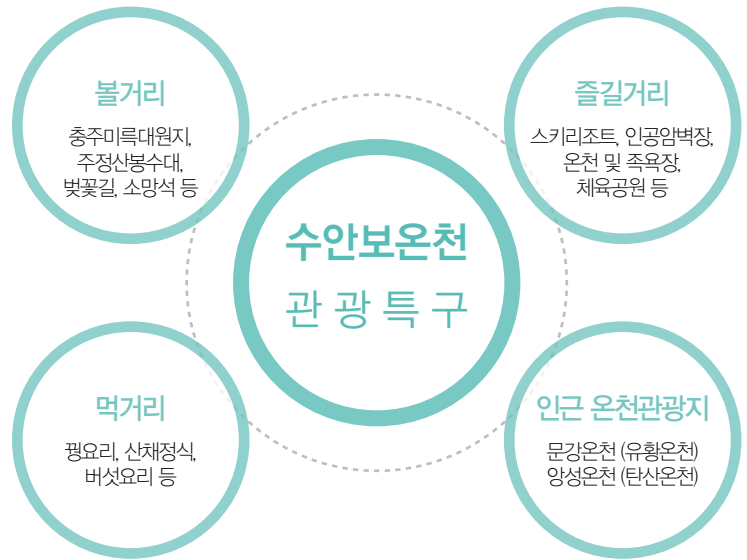 볼거리
충주미륵대원지,
주정산봉수대,
벚꽃길, 소망석 등
즐길거리
스키리조트, 인공암벽장,
온천 및 족욕장,
체육공원 등
수안보온천
관광특구
먹거리
꿩요리, 산채정식,
버섯요리 등
인근 온천관광지
문강온천 (유황온천)
앙성온천 (탄산온천)